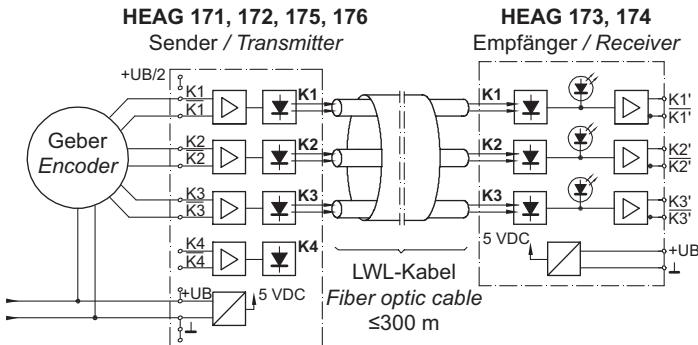 HEAG 171, 172, 175, 176
Sender / Transmitter
HEAG 173, 174
Empfänger / Receiver
+UB/2
K1
K1
K1
K1
K1'
K1'
Geber
Encoder
K2
K2
K2
K2
K2'
K2'
K3
K3
K3
K3
K3'
K3'
K4
K4
K4
5 VDC
+UB
⊥
+UB
5 VDC
⊥
LWL-Kabel
Fiber optic cable
≤300 m